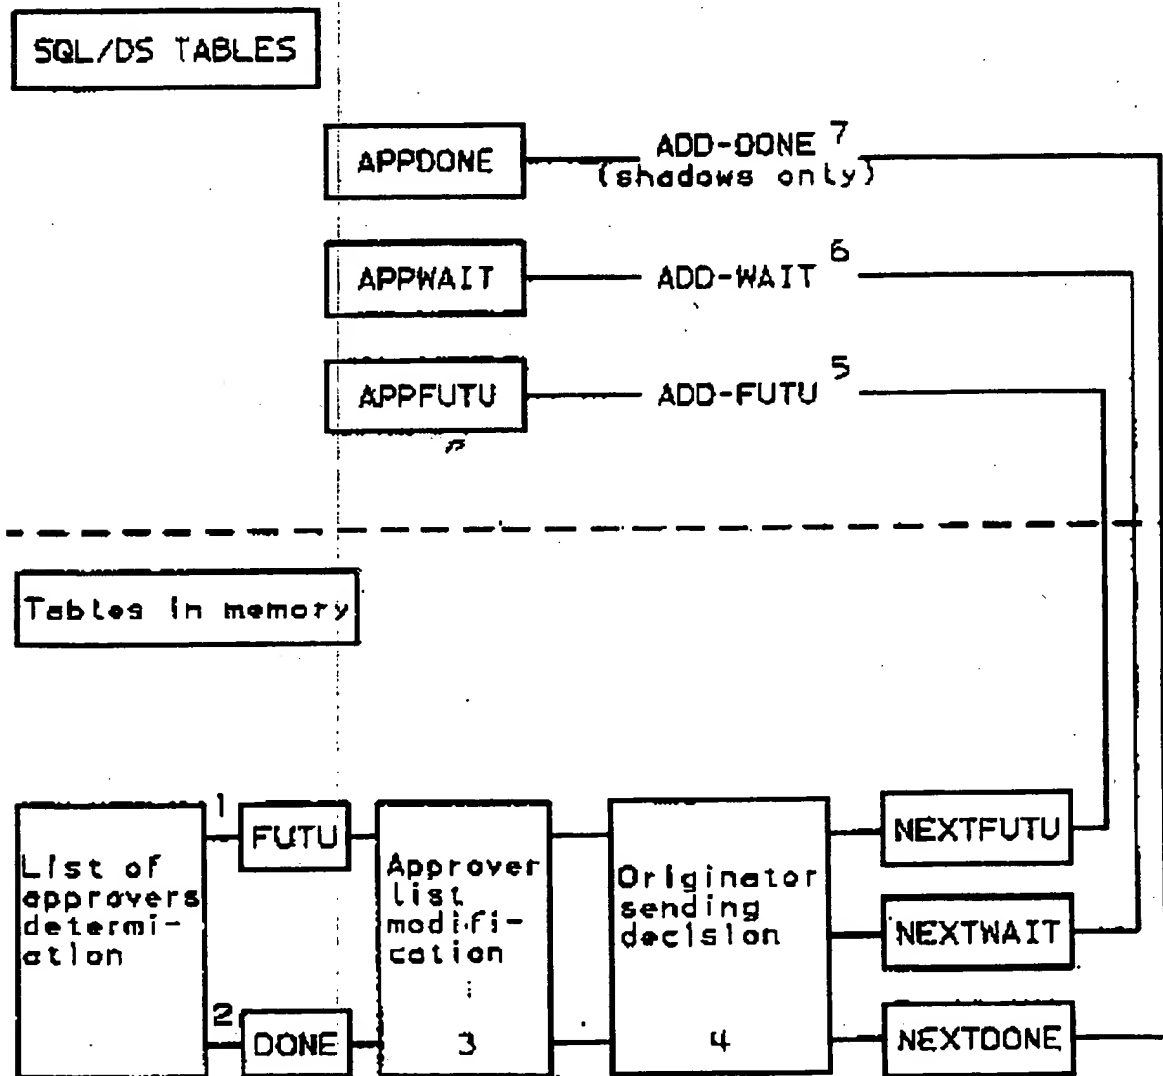 SQL/DS TABLES
APPDONE
ADD-DONE 7
(shadows only)
APPWAIT
ADD-WAIT 6
APPFUTU
ADD-FUTU 5
Tables in memory
1
FUTU
NEXTFUTU
List of
approvers
determi-
ation
Approver
list
modifi-
cation
3
Originator
sending
decision
4
NEXTWAIT
2
DONE
NEXTDONE